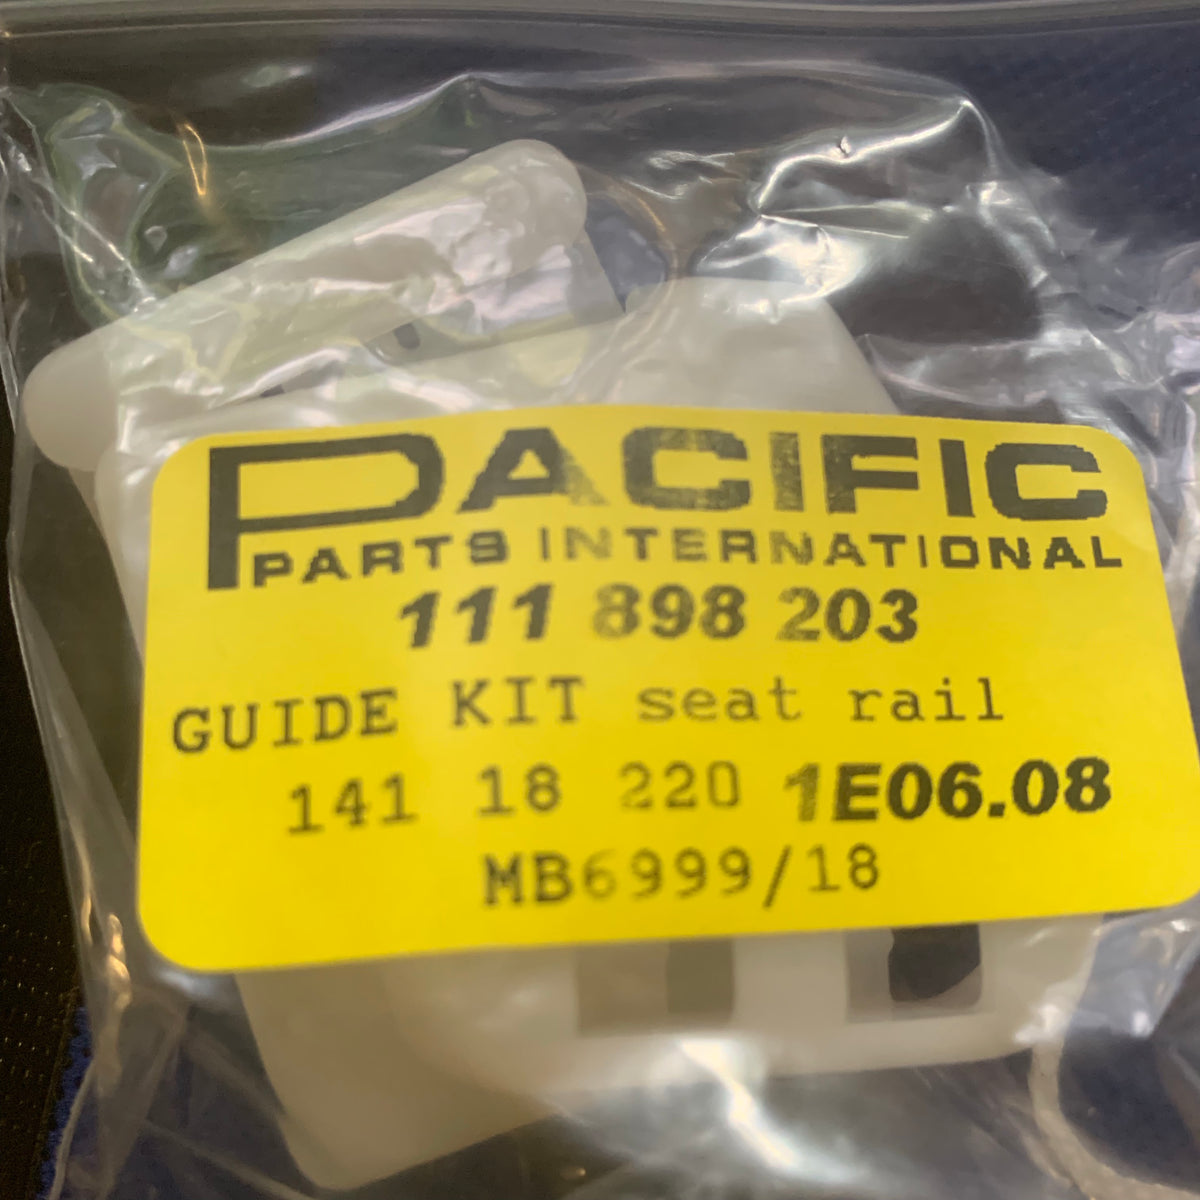 PACIFIC
PARTS INTERNATIONAL
111 898 203
GUIDE KIT seat rail
141 18 220 1E06.08
MB6999/18